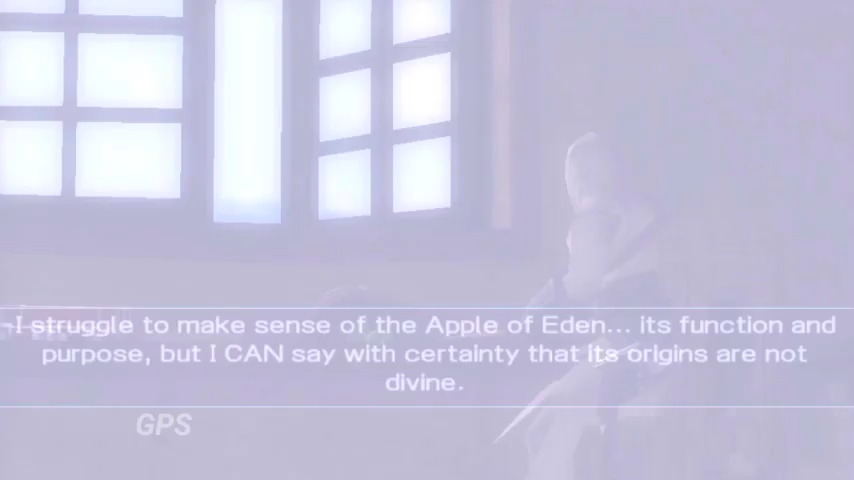 -I struggle to make sense of the Apple of Eden... its function and
purpose, but I CAN say with certainty that its origins are not
divine.
GPS